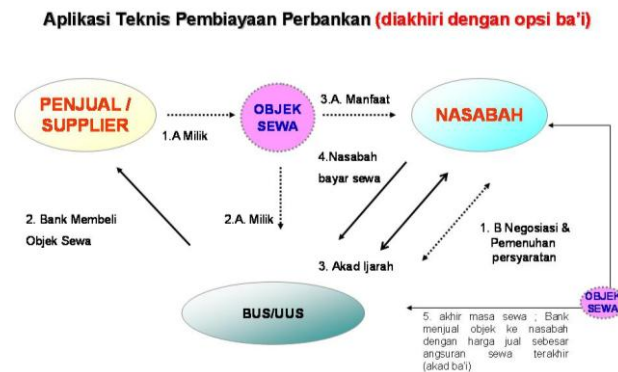 Aplikasi Teknis Pembiayaan Perbankan (diakhiri dengan opsi ba'i)
PENJUAL /
SUPPLIER
1.A Milik
OBJEK
SEWA
3.A. Manfaat
NASABAH
4.Nasabah
bayar sewa
2. Bank Membeli
Objek Sewa
2.A. Milik
1. B Negosiasi &
Pemenuhan
persyaratan
3. Akad Ijarah
BUS/UUS
OBJEK
SEWA
5. akhir masa sewa ; Bank
menjual objek ke nasabah
dengan harga jual sebesar
angsuran sewa terakhir
(akad ba'i)